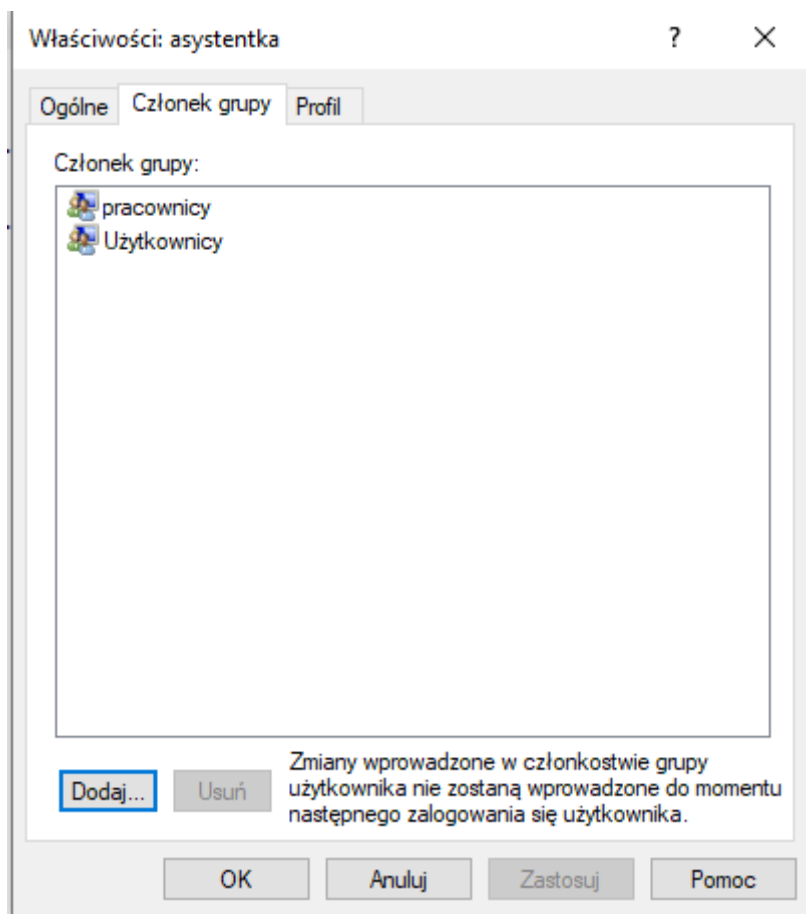 Właściwości: asystentka
?
Ogólne
Członek grupy
Profil
Członek grupy:
pracownicy
Użytkownicy
Dodaj...
Usuń
Zmiany wprowadzone w członkostwie grupy
użytkownika nie zostaną wprowadzone do momentu
następnego zalogowania się użytkownika.
OK
Anuluj
Zastosuj
Pomoc